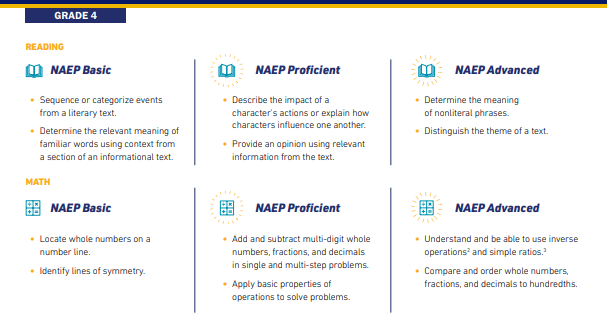 GRADE 4
READING
NAEP Basic
• Sequence or categorize events
from a literary text.
• Determine the relevant meaning of
familiar words using context from
a section of an informational text.
NAEP Proficient
• Describe the impact of a
character's actions or explain how
characters influence one another.
• Provide an opinion using relevant
information from the text.
NAEP Advanced
• Determine the meaning
of nonliteral phrases.
• Distinguish the theme of a text.
MATH
NAEP Basic
• Locate whole numbers on a
number line.
• Identify lines of symmetry.
NAEP Proficient
• Add and subtract multi-digit whole
numbers, fractions, and decimals
in single and multi-step problems.
• Apply basic properties of
operations to solve problems.
NAEP Advanced
• Understand and be able to use inverse
operations² and simple ratios.³
• Compare and order whole numbers,
fractions, and decimals to hundredths.